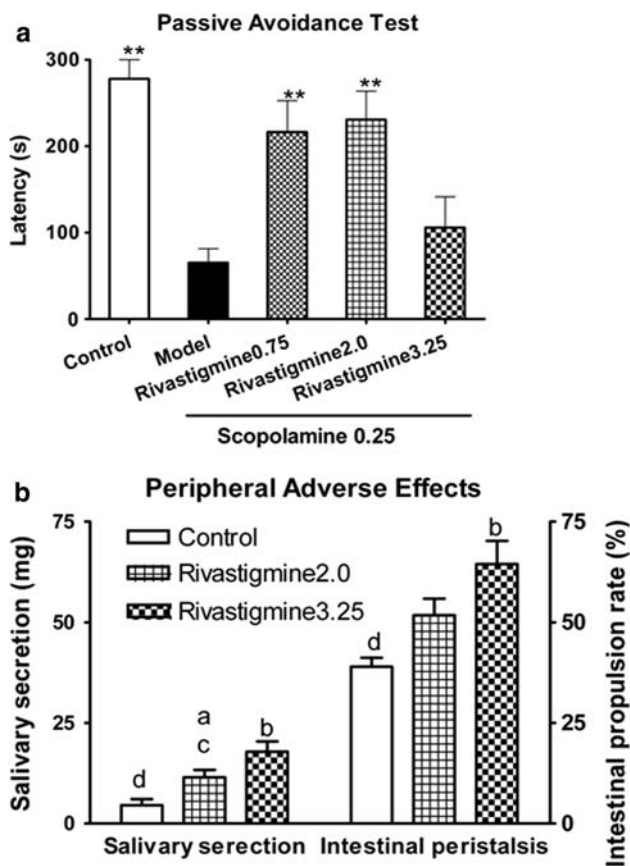 a
Passive Avoidance Test
Latency (s)
300
200
100
0
**
**
**
Control
Model
Rivastigmine0.75
Rivastigmine2.0
Rivastigmine3.25
Scopolamine 0.25
b
Peripheral Adverse Effects
Salivary secretion (mg)
75
50
25
0
Control
Rivastigmine2.0
Rivastigmine3.25
d
a
c
b
d
b
75
50
25
0
Intestinal propulsion rate (%)
Salivary serection
Intestinal peristalsis